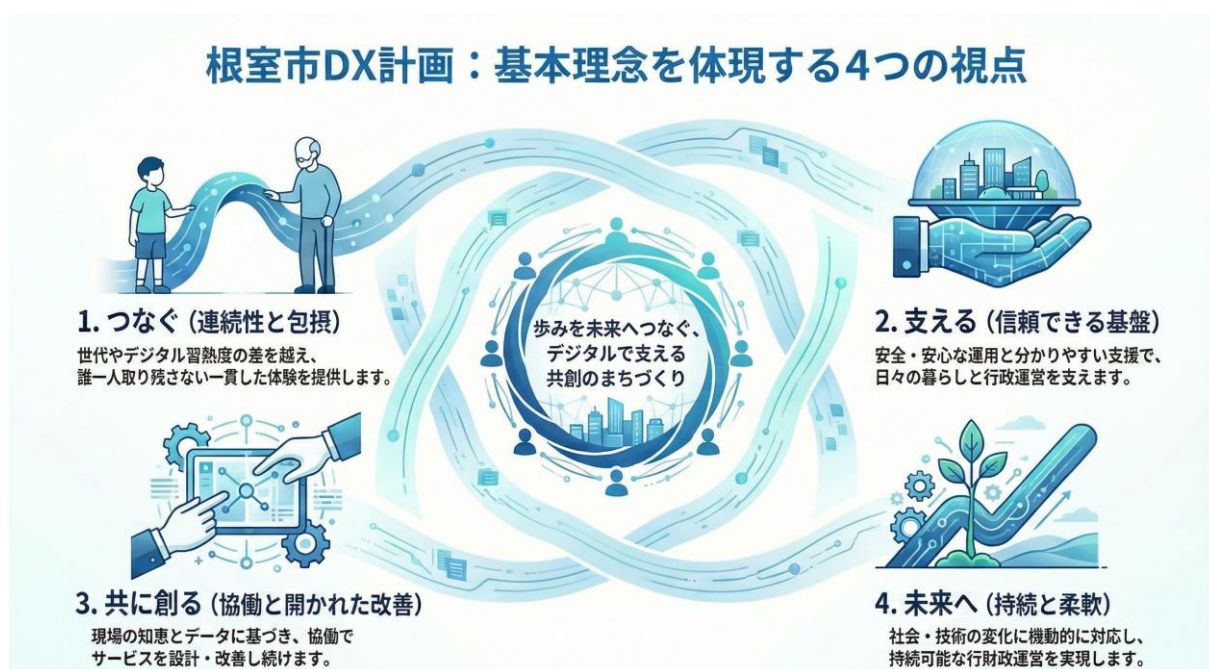 根室市DX計画：基本理念を体現する4つの視点
1. つなぐ（連続性と包摂）
世代やデジタル習熱度の差を越え、
誰一人取り残さない一貫した体験を提供します。
2. 支える（信頼できる基盤）
安全・安心な運用と分かりやすい支援で、
日々の暮らしと行政運営を支えます。
歩みを未来へつなぐ、
デジタルで支える
共創のまちづくり
3. 共に創る（協働と開かれた改善）
現場の知恵とデータに基づき、協働で
サービスを設計・改善し続けます。
4. 未来へ（持続と柔軟）
社会・技術の変化に機動的に対応し、
持続可能な行財政運営を実現します。